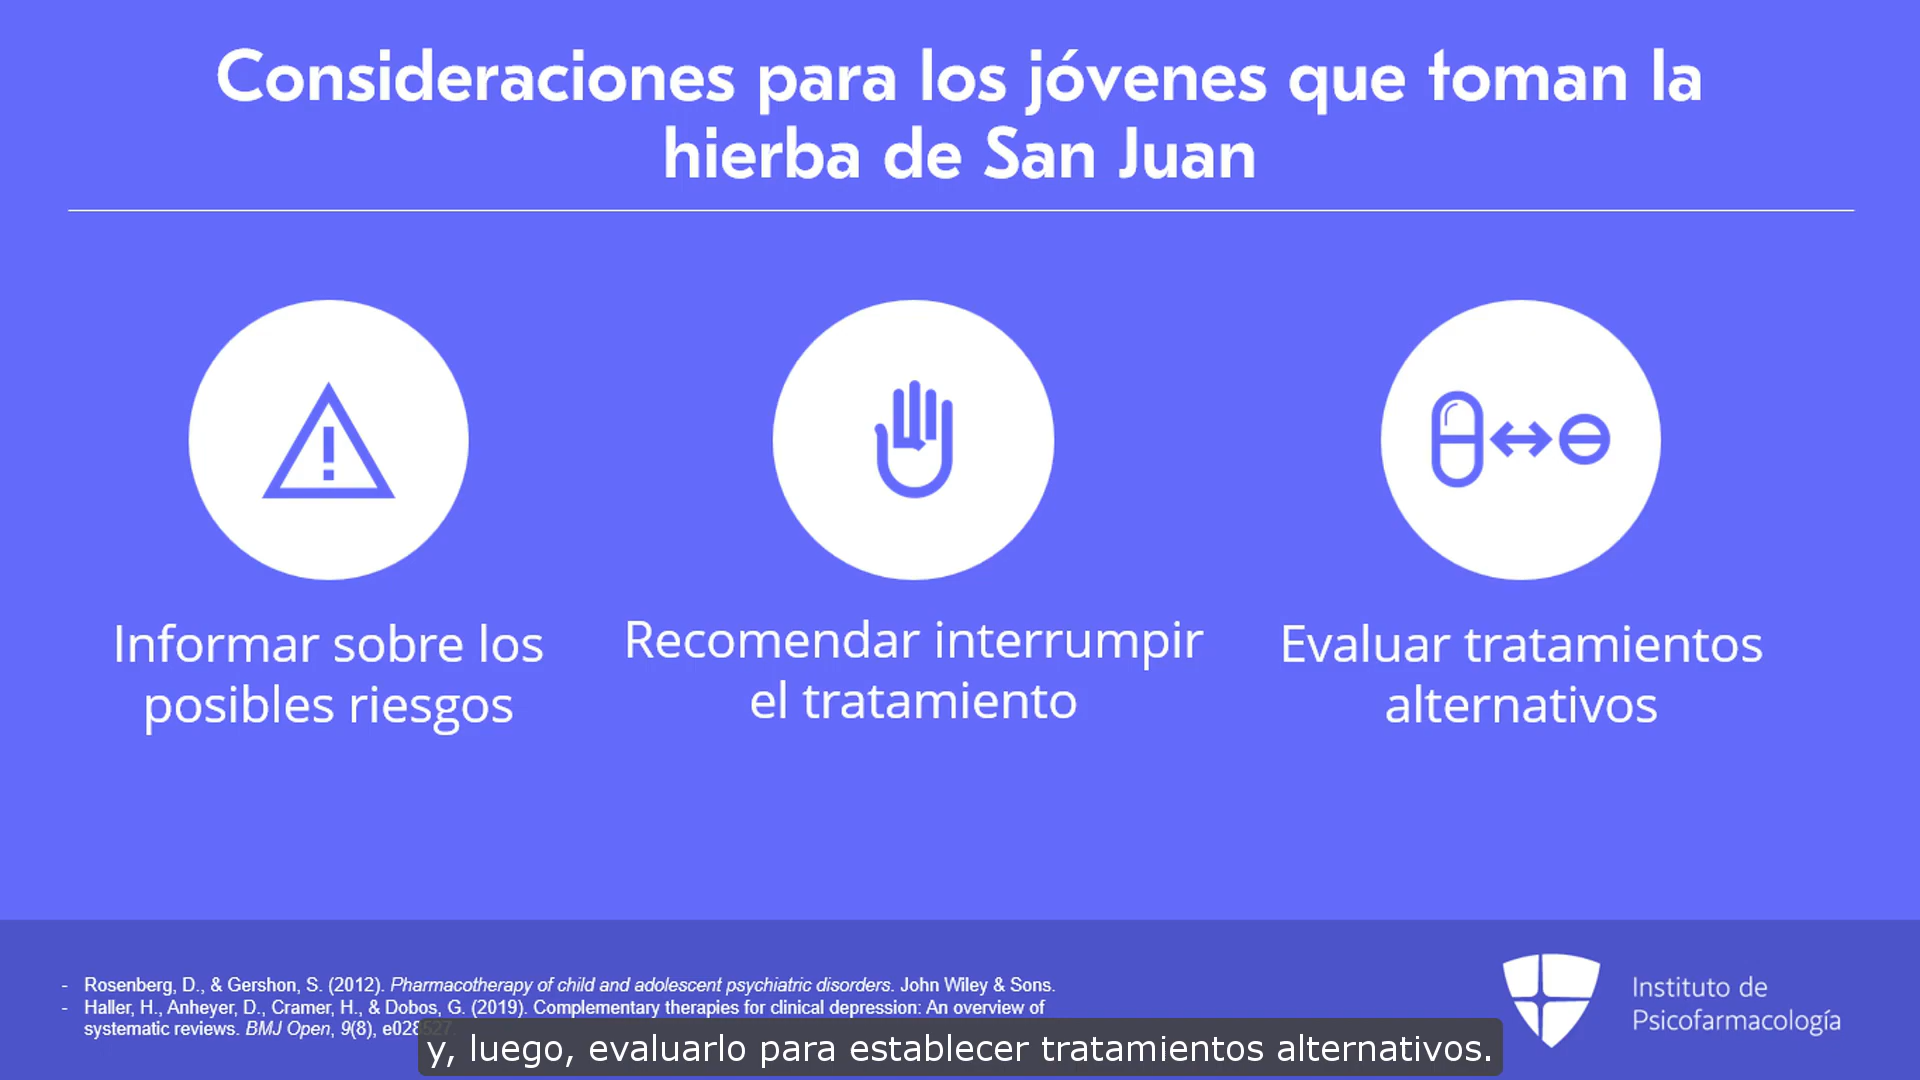 Consideraciones para los jóvenes que toman la
hierba de San Juan
Informar sobre los
posibles riesgos
Recomendar interrumpir
el tratamiento
Evaluar tratamientos
alternativos
- Rosenberg, D., & Gershon, S. (2012). Pharmacotherapy of child and adolescent psychiatric disorders. John Wiley & Sons.
- Haller, H., Anheyer, D., Cramer, H., & Dobos, G. (2019). Complementary therapies for clinical depression: An overview of
systematic reviews. BMJ Open, 9(8), e028527.
Instituto de
Psicofarmacología
y, luego, evaluarlo para establecer tratamientos alternativos.